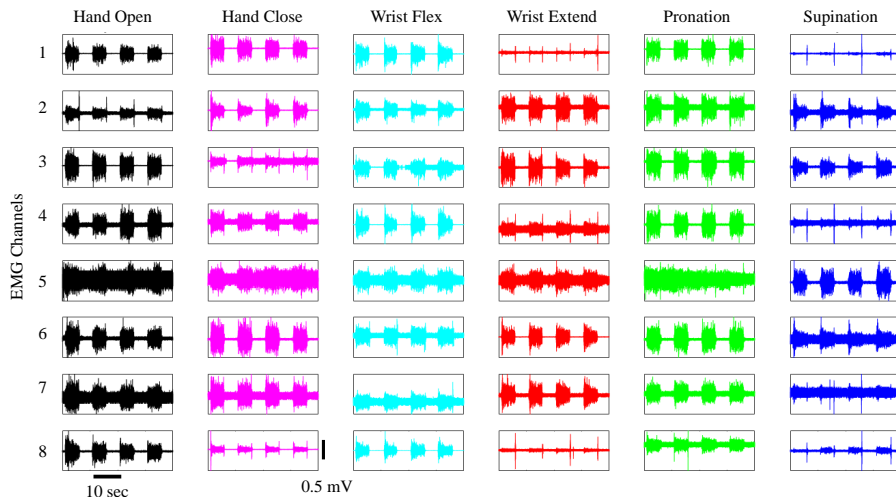 Hand Open Hand Close Wrist Flex Wrist Extend Pronation Supination
EMG Channels
1
2
3
4
5
6
7
8
10 sec
0.5 mV